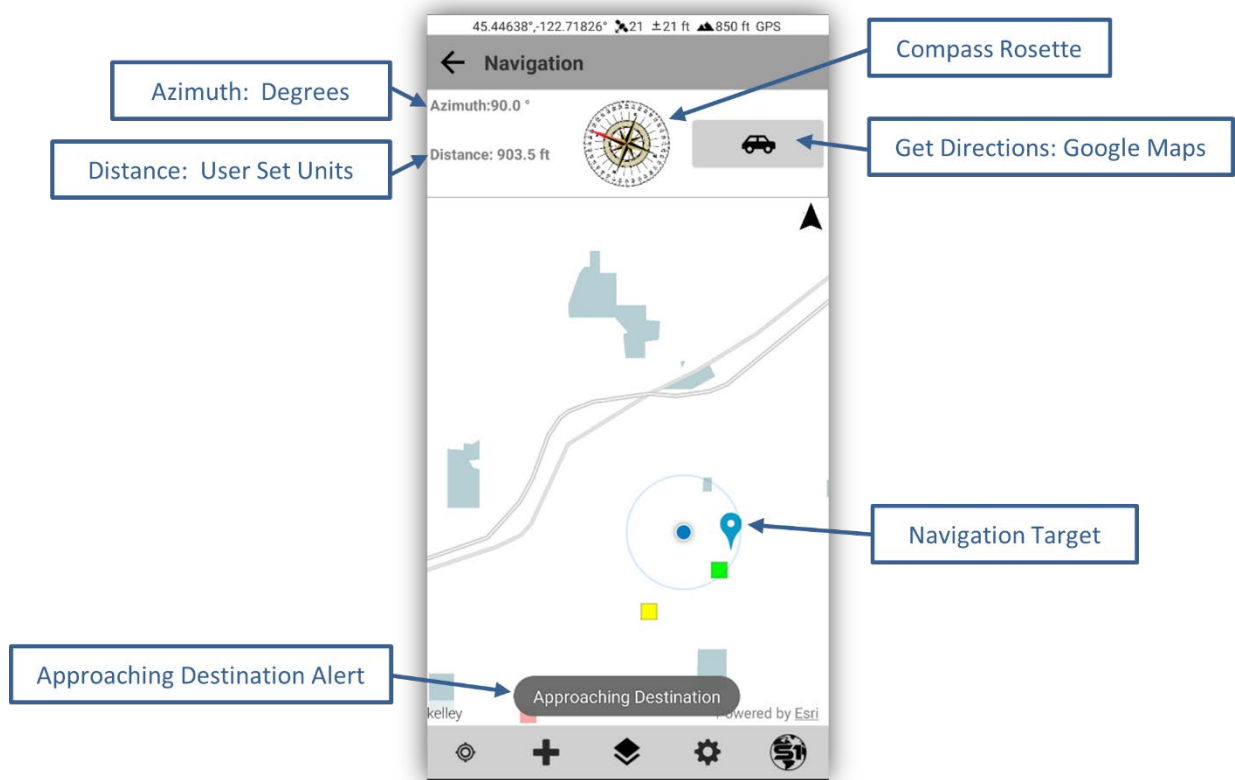 45.44638°,-122.71826° 21 ±21 ft 850 ft GPS
Compass Rosette
Navigation
Azimuth: Degrees
Azimuth:90.0 °
Get Directions: Google Maps
Distance: User Set Units
Distance: 903.5 ft
Navigation Target
Approaching Destination Alert
Approaching Destination
kelley
Powered by Esri
S1